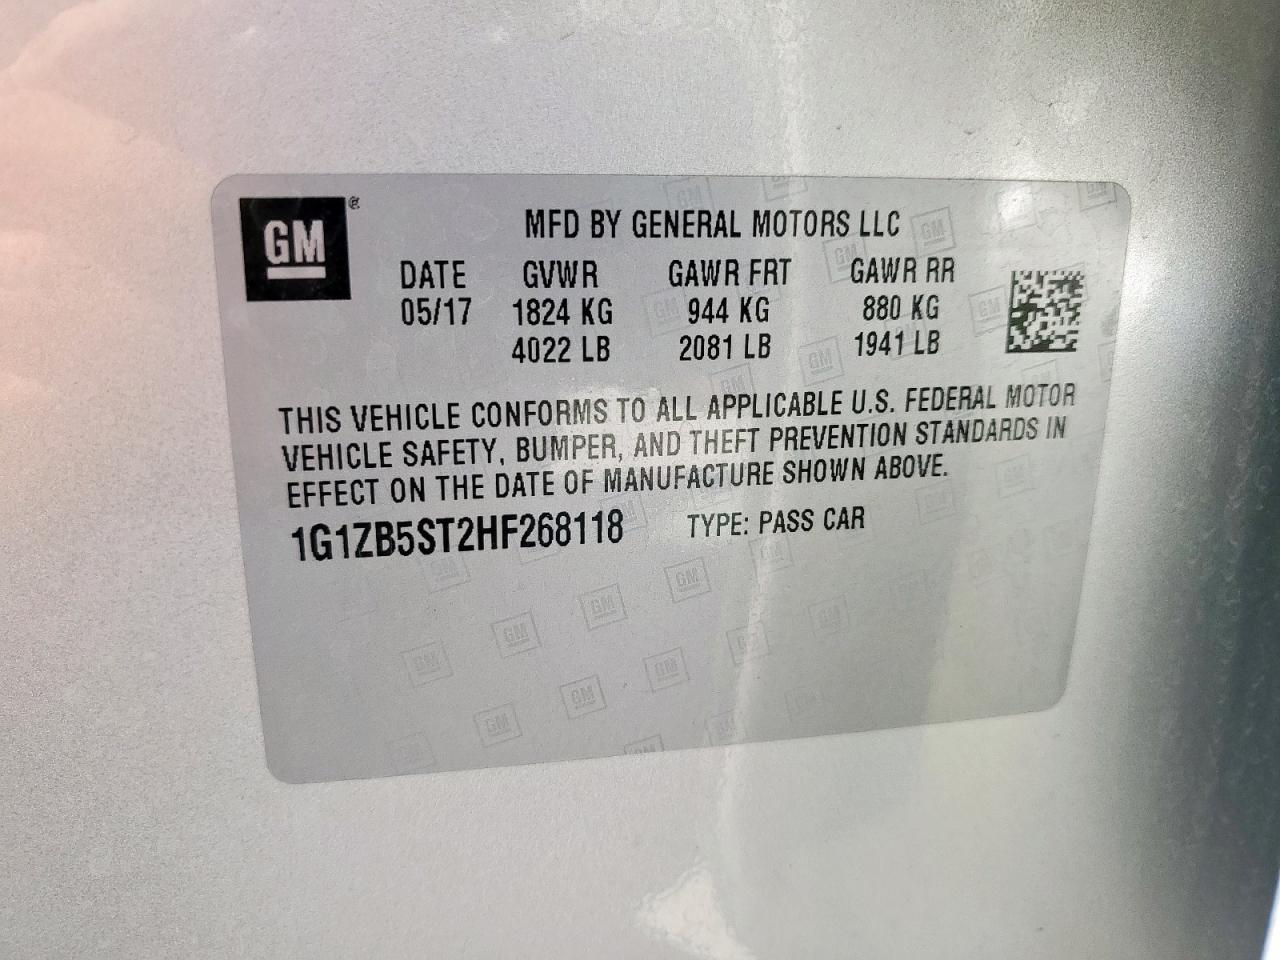 GM
MFD BY GENERAL MOTORS LLC
DATE GVWR GAWR FRT GAWR RR
05/17 1824 KG 944 KG 880 KG
4022 LB 2081 LB 1941 LB
THIS VEHICLE CONFORMS TO ALL APPLICABLE U.S. FEDERAL MOTOR
VEHICLE SAFETY, BUMPER, AND THEFT PREVENTION STANDARDS IN
EFFECT ON THE DATE OF MANUFACTURE SHOWN ABOVE.
1G1ZB5ST2HF268118 TYPE: PASS CAR